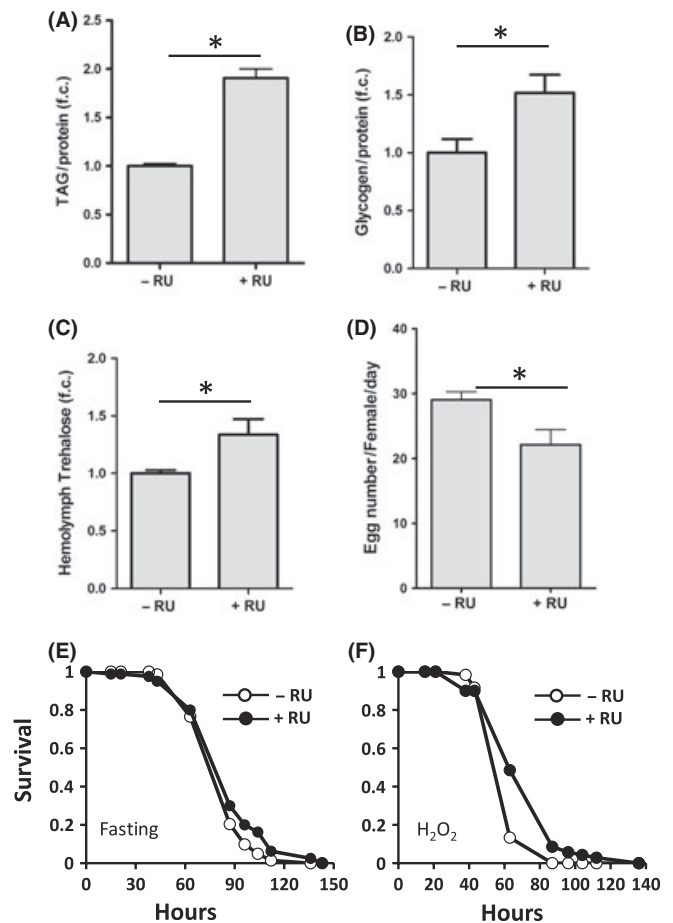 (A)
*
TAG/protein (f.c.)
2.5
2.0
1.5
1.0
0.5
0.0
– RU
+ RU
(B)
*
Glycogen/protein (f.c.)
2.0
1.5
1.0
0.5
0.0
– RU
+ RU
(C)
*
Hemolymph Trehalose (f.c.)
2.0
1.5
1.0
0.5
0.0
– RU
+ RU
(D)
*
Egg number/Female/day
40
30
20
10
0
– RU
+ RU
(E)
Survival
1
0.8
0.6
0.4
0.2
0
– RU
+ RU
Fasting
0 30 60 90 120 150
Hours
(F)
1
0.8
0.6
0.4
0.2
0
– RU
+ RU
H₂O₂
0 20 40 60 80 100 120 140
Hours